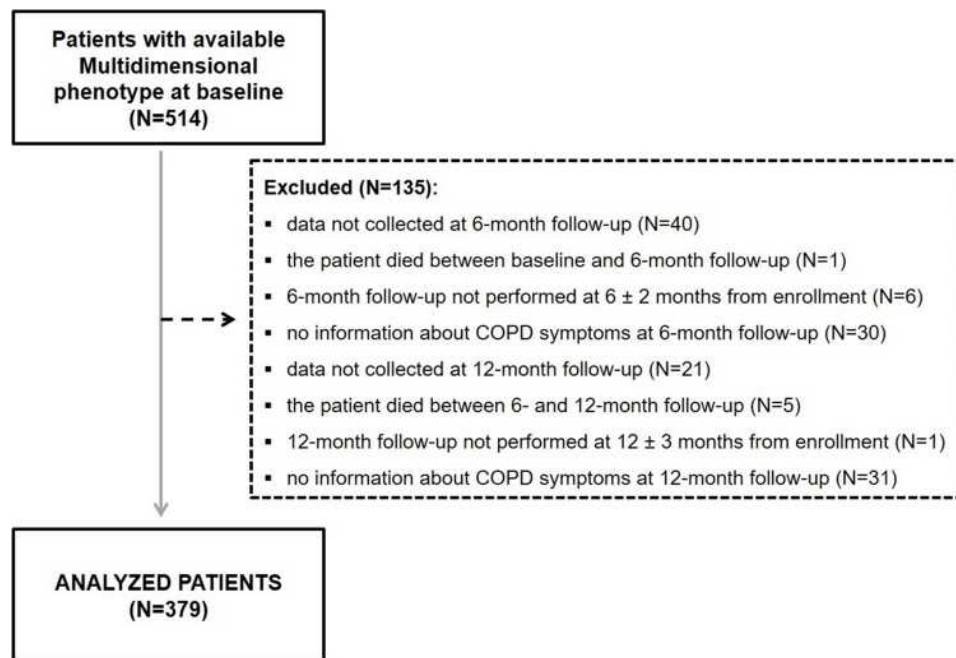 Patients with available
Multidimensional
phenotype at baseline
(N=514)
Excluded (N=135):
▪ data not collected at 6-month follow-up (N=40)
▪ the patient died between baseline and 6-month follow-up (N=1)
▪ 6-month follow-up not performed at 6 ± 2 months from enrollment (N=6)
▪ no information about COPD symptoms at 6-month follow-up (N=30)
▪ data not collected at 12-month follow-up (N=21)
▪ the patient died between 6- and 12-month follow-up (N=5)
▪ 12-month follow-up not performed at 12 ± 3 months from enrollment (N=1)
▪ no information about COPD symptoms at 12-month follow-up (N=31)
ANALYZED PATIENTS
(N=379)